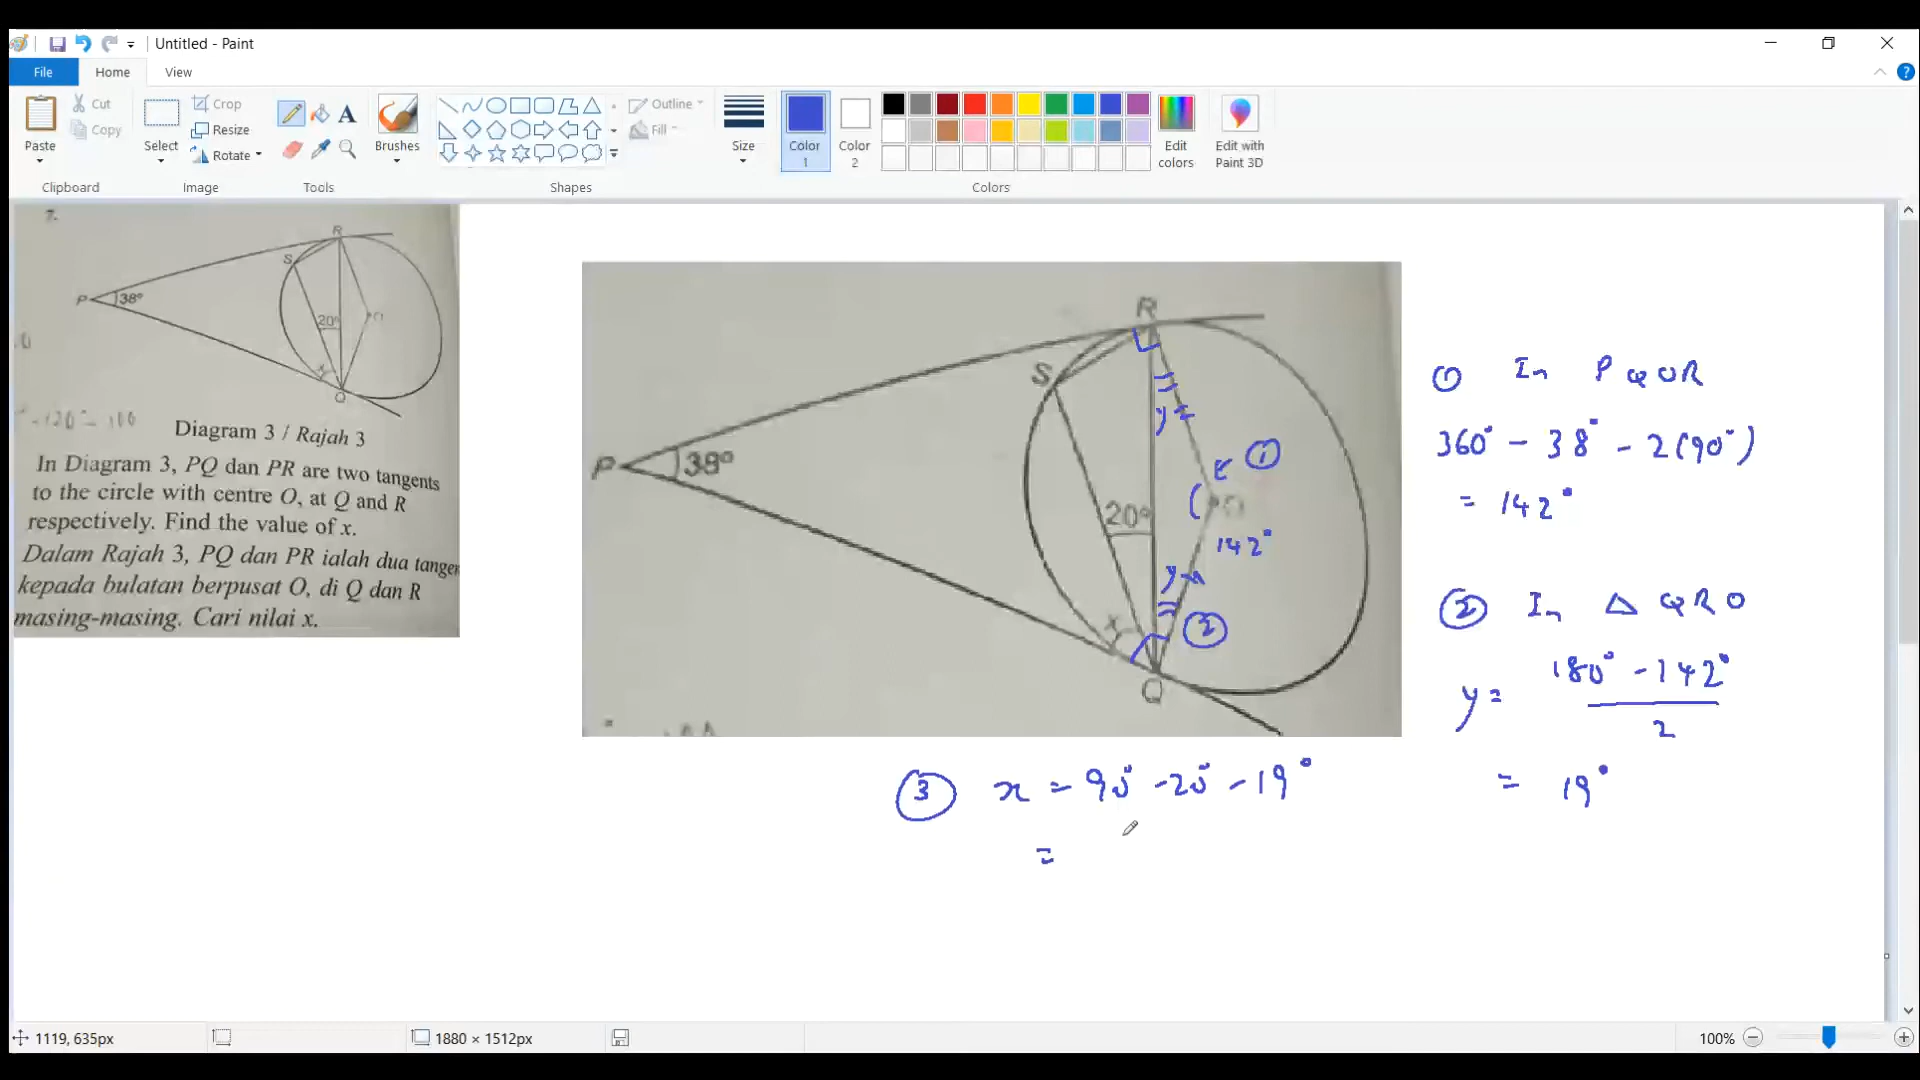 Untitled - Paint
File
Home
View
Paste
Cut
Copy
Clipboard
Select
Crop
Resize
Rotate
Image
A
Tools
Brushes
Outline
Fill
Shapes
Size
Color 1
Color 2
Edit colors
Edit with Paint 3D
Colors
7.
R
S
P
38°
20°
O
x
Q
Diagram 3 / Rajah 3
In Diagram 3, PQ dan PR are two tangents
to the circle with centre O, at Q and R
respectively. Find the value of x.
Dalam Rajah 3, PQ dan PR ialah dua tangen
kepada bulatan berpusat O, di Q dan R
masing-masing. Cari nilai x.
R
S
P
38°
20°
y
①
O
142°
y
x
②
Q
① In PQOR
360° - 38° - 2(90°)
= 142°
② In △ QRO
y = 180° - 142°
2
= 19°
③ x = 90° - 20° - 19°
=
1119, 635px
1880 × 1512px
100%